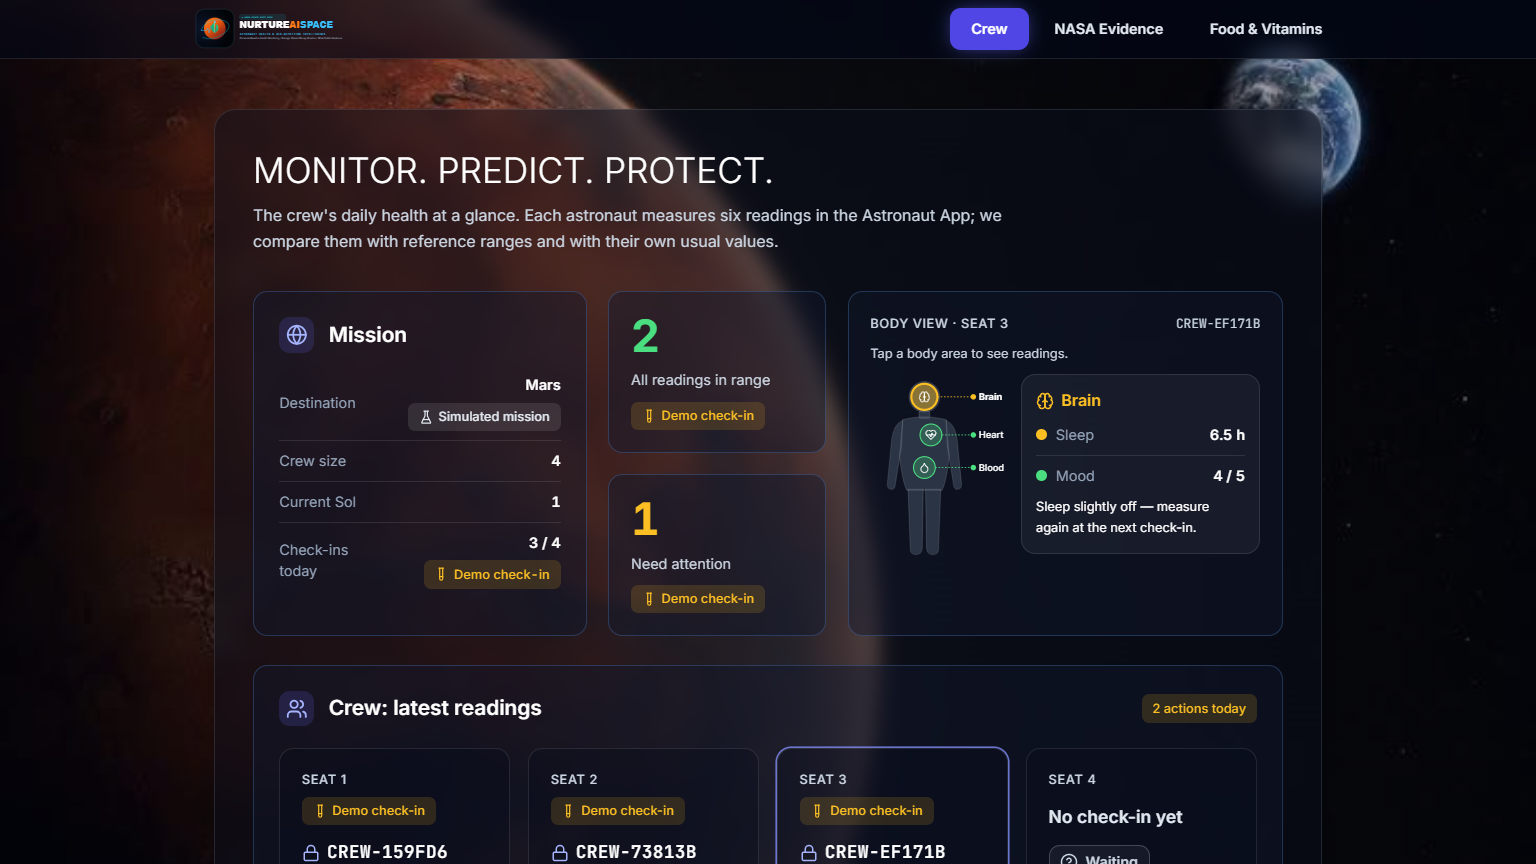 NURTUREAISPACE
Crew
NASA Evidence
Food & Vitamins
MONITOR. PREDICT. PROTECT.
The crew's daily health at a glance. Each astronaut measures six readings in the Astronaut App; we
compare them with reference ranges and with their own usual values.
Mission
Destination
Mars
Simulated mission
Crew size
4
Current Sol
1
Check-ins
today
3 / 4
Demo check-in
2
All readings in range
Demo check-in
1
Need attention
Demo check-in
BODY VIEW · SEAT 3
CREW-EF171B
Tap a body area to see readings.
Brain
Heart
Blood
Brain
Sleep
6.5 h
Mood
4 / 5
Sleep slightly off — measure
again at the next check-in.
Crew: latest readings
2 actions today
SEAT 1
Demo check-in
CREW-159FD6
SEAT 2
Demo check-in
CREW-73813B
SEAT 3
Demo check-in
CREW-EF171B
SEAT 4
No check-in yet
Waiting